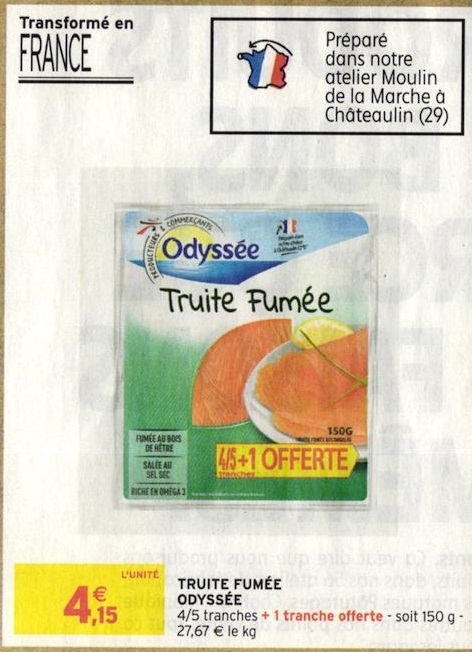 Transformé en
FRANCE
Préparé
dans notre
atelier Moulin
de la Marche à
Châteaulin (29)
PRODUCTEURS & COMMERÇANTS
Odyssée
Truite Fumée
150G
FUMÉE AU BOIS
DE HÊTRE
SALÉE AU
SEL SEC
RICHE EN OMÉGA 3
4/5+1 OFFERTE
tranches
L'UNITÉ
4€,15
TRUITE FUMÉE
ODYSSÉE
4/5 tranches + 1 tranche offerte - soit 150 g -
27,67 € le kg